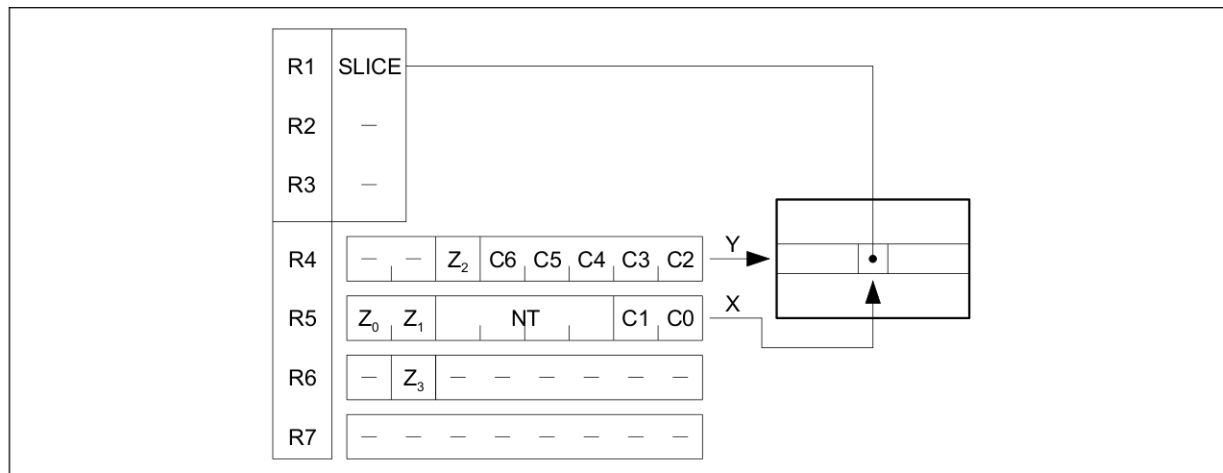 R1 SLICE
R2 –
R3 –
R4 – – Z₂ C6 C5 C4 C3 C2 Y
R5 Z₀ Z₁ NT C1 C0 X
R6 – Z₃ – – – – – –
R7 – – – – – – – –